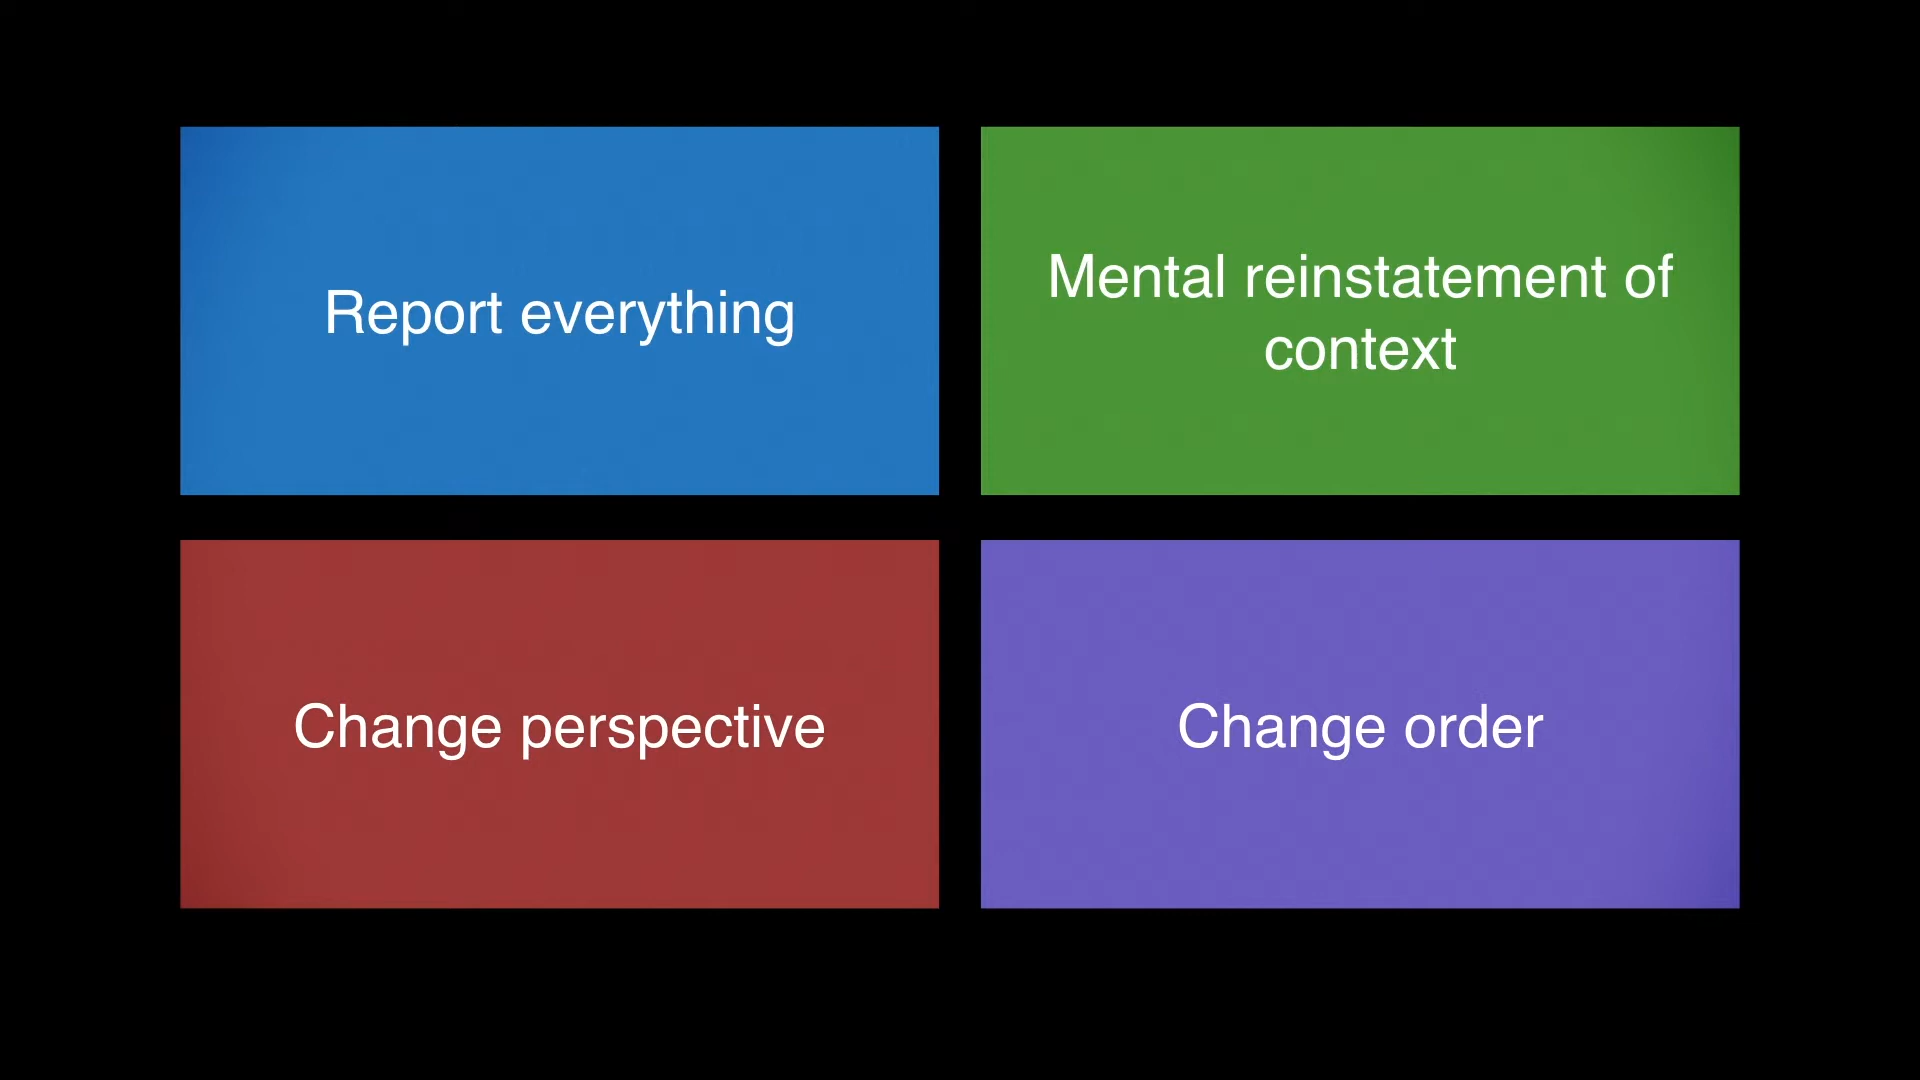 Report everything
Mental reinstatement of
context
Change perspective
Change order